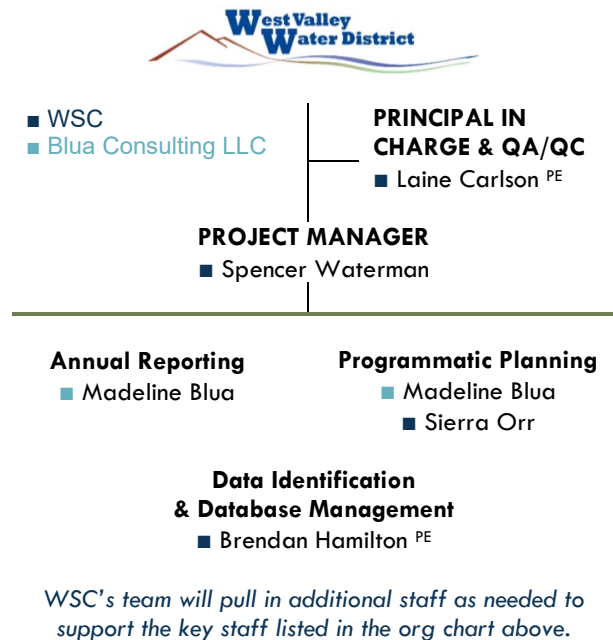 West Valley
Water District
■ WSC
■ Blua Consulting LLC
PRINCIPAL IN
CHARGE & QA/QC
■ Laine Carlson PE
PROJECT MANAGER
■ Spencer Waterman
Annual Reporting
■ Madeline Blua
Programmatic Planning
■ Madeline Blua
■ Sierra Orr
Data Identification
& Database Management
■ Brendan Hamilton PE
WSC's team will pull in additional staff as needed to
support the key staff listed in the org chart above.